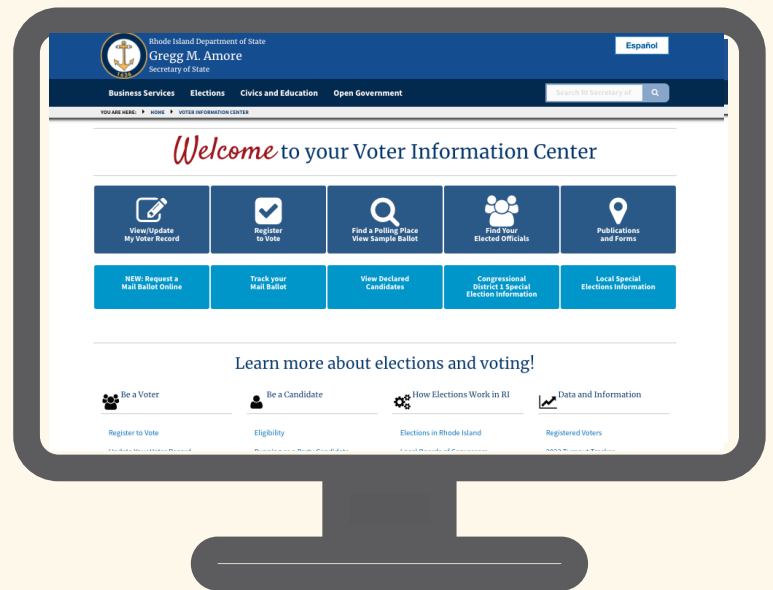 Rhode Island Department of State
Gregg M. Amore
Secretary of State
Español
Business Services Elections Civics and Education Open Government
Search RI Secretary of
YOU ARE HERE: HOME VOTER INFORMATION CENTER
Welcome to your Voter Information Center
View/Update
My Voter Record
Register
to Vote
Find a Polling Place
View Sample Ballot
Find Your
Elected Officials
Publications
and Forms
NEW: Request a
Mail Ballot Online
Track your
Mail Ballot
View Declared
Candidates
Congressional
District 1 Special
Election Information
Local Special
Elections Information
Learn more about elections and voting!
Be a Voter
Be a Candidate
How Elections Work in RI
Data and Information
Register to Vote
Eligibility
Elections in Rhode Island
Registered Voters